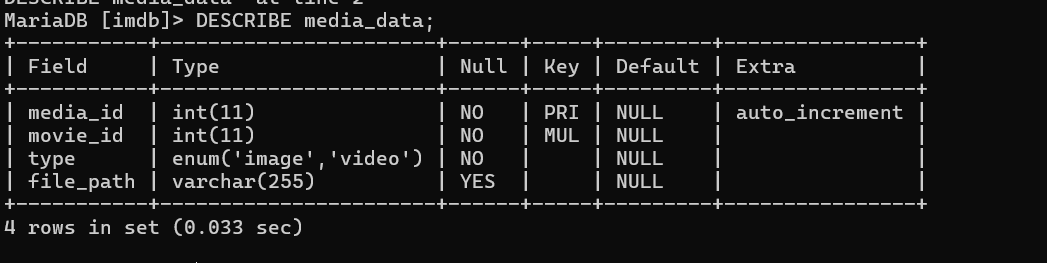 DESCRIBE media_data' at line 2
MariaDB [imdb]> DESCRIBE media_data;
+-----------+-----------------------+------+-----+---------+----------------+
| Field     | Type                  | Null | Key | Default | Extra          |
+-----------+-----------------------+------+-----+---------+----------------+
| media_id  | int(11)               | NO   | PRI | NULL    | auto_increment |
| movie_id  | int(11)               | NO   | MUL | NULL    |                |
| type      | enum('image','video') | NO   |     | NULL    |                |
| file_path | varchar(255)          | YES  |     | NULL    |                |
+-----------+-----------------------+------+-----+---------+----------------+
4 rows in set (0.033 sec)